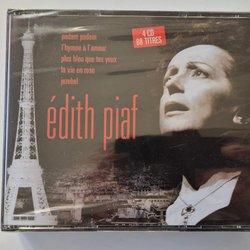 padam padam
l'hymne à l'amour
plus bleu que tes yeux
la vie en rose
jezebel
4 CD
88 TITRES
édith piaf